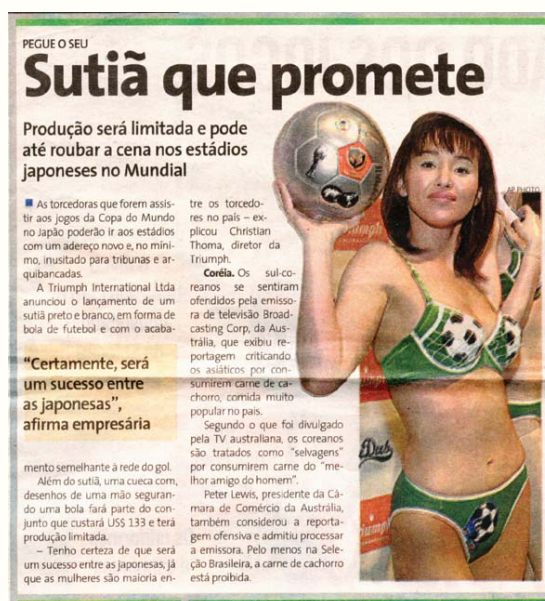 PEGUE O SEU
Sutiã que promete
Produção será limitada e pode
até roubar a cena nos estádios
japoneses no Mundial
As torcedoras que forem assis-
tir aos jogos da Copa do Mundo
no Japão poderão ir aos estádios
com um adereço novo e, no míni-
mo, inusitado para tribunas e ar-
quibancadas.
A Triumph International Ltda
anunciou o lançamento de um
sutiã preto e branco, em forma de
bola de futebol e com o acaba-
"Certamente, será
um sucesso entre
as japonesas",
afirma empresária
mento semelhante à rede do gol.
Além do sutiã, uma cueca com
desenhos de uma mão seguran-
do uma bola fará parte do con-
junto que custará US$ 133 e terá
produção limitada.
– Tenho certeza de que será
um sucesso entre as japonesas, já
que as mulheres são maioria en-
tre os torcedo-
res no país – ex-
plicou Christian
Thoma, diretor da
Triumph.
Coréia. Os sul-co-
reanos se sentiram
ofendidos pela emisso-
ra de televisão Broad-
casting Corp, da Aus-
trália, que exibiu re-
portagem criticando
os asiáticos por con-
sumirem carne de ca-
chorro, comida muito
popular no país.
Segundo o que foi divulgado
pela TV australiana, os coreanos
são tratados como "selvagens"
por consumirem carne do "me-
lhor amigo do homem".
Peter Lewis, presidente da Câ-
mara de Comércio da Austrália,
também considerou a reporta-
gem ofensiva e admitiu processar
a emissora. Pelo menos na Sele-
ção Brasileira, a carne de cachorro
está proibida.
AP PHOTO